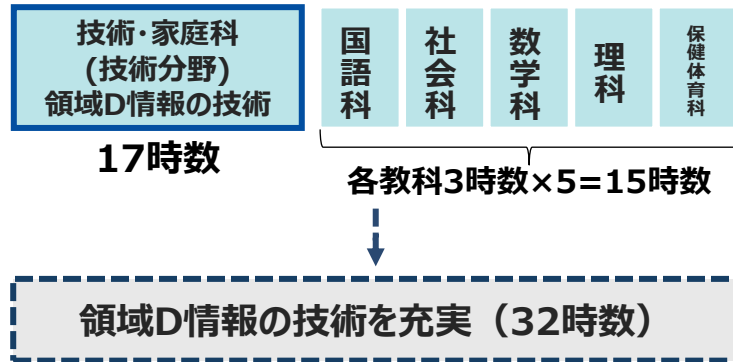 技術・家庭科
(技術分野)
領域D情報の技術
国語科
社会科
数学科
理科
保健体育科
17時数
各教科3時数×5=15時数
領域D情報の技術を充実（32時数）